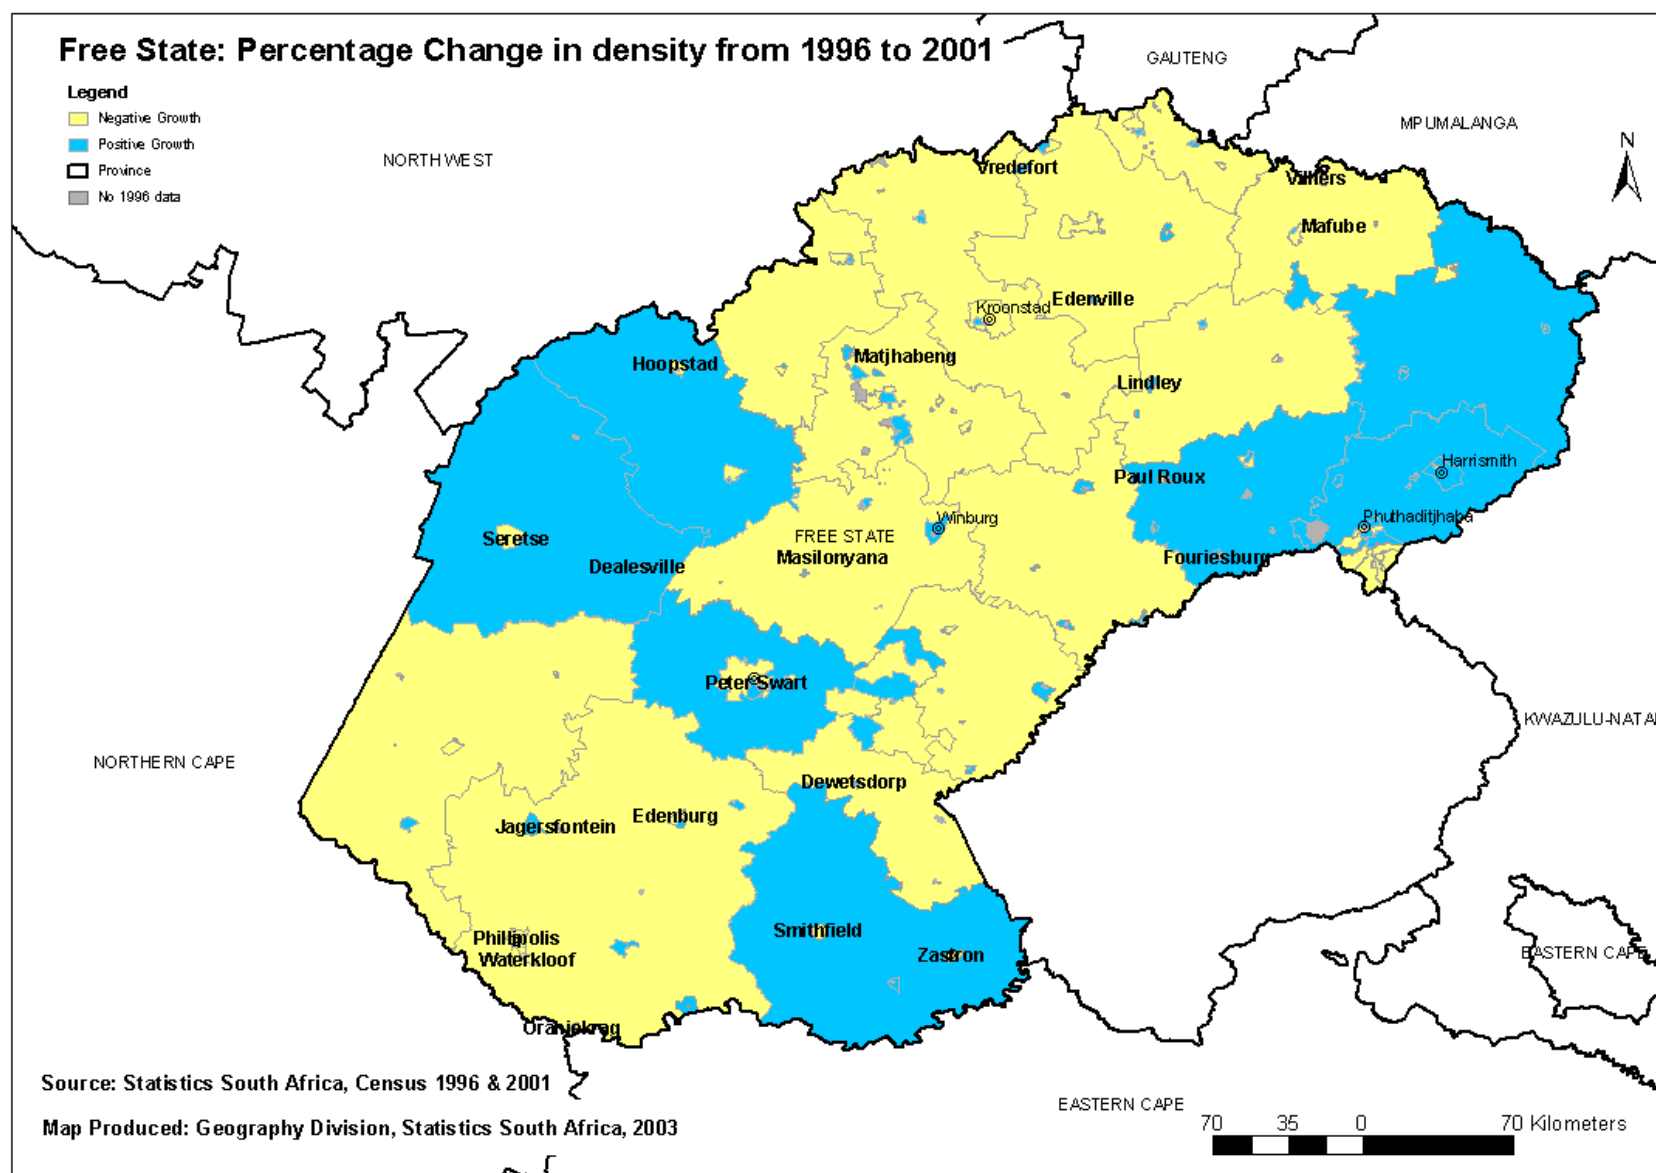 Free State: Percentage Change in density from 1996 to 2001
Legend
Negative Growth
Positive Growth
Province
No 1996 data
GAUTENG
MPUMALANGA
N
NORTH WEST
Vredefort
Villiers
Mafube
Edenville
Kroonstad
Matjhabeng
Hoopstad
Lindley
Harrismith
Paul Roux
Phuthaditjhaba
Winburg
FREE STATE
Seretse
Masilonyana
Fouriesburg
Dealesville
Peter Swart
KWAZULU-NATAL
NORTHERN CAPE
Dewetsdorp
Edenburg
Jagersfontein
Smithfield
Phillipolis
Zastron
Waterkloof
EASTERN CAPE
Oranjekrag
Source: Statistics South Africa, Census 1996 & 2001
EASTERN CAPE
Map Produced: Geography Division, Statistics South Africa, 2003
70 35 0 70 Kilometers